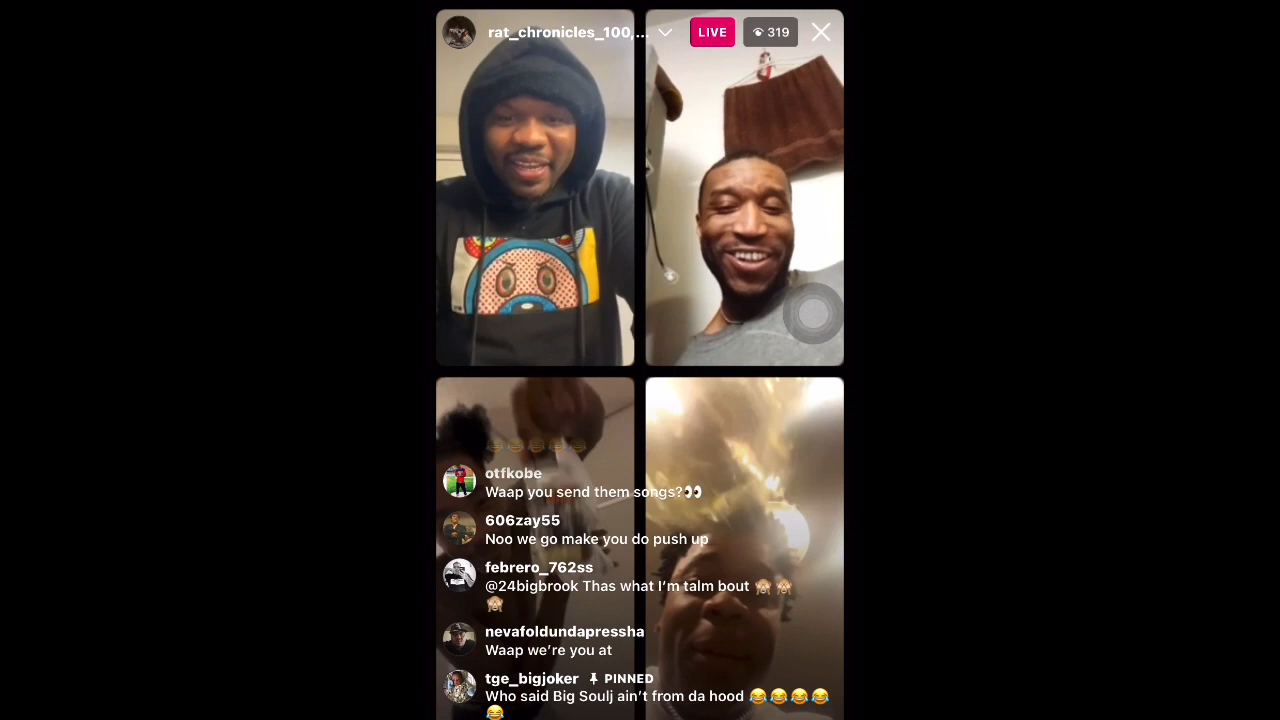 rat_chronicles_100,...
LIVE
319
otfkobe
Waap you send them songs?👀
606zay55
Noo we go make you do push up
febrero_762ss
@24bigbrook Thas what I’m talm bout 🙈🙈
🙈
nevafoldundapressha
Waap we’re you at
tge_bigjoker PINNED
Who said Big Soulj ain’t from da hood 😂😂😂😂
😂